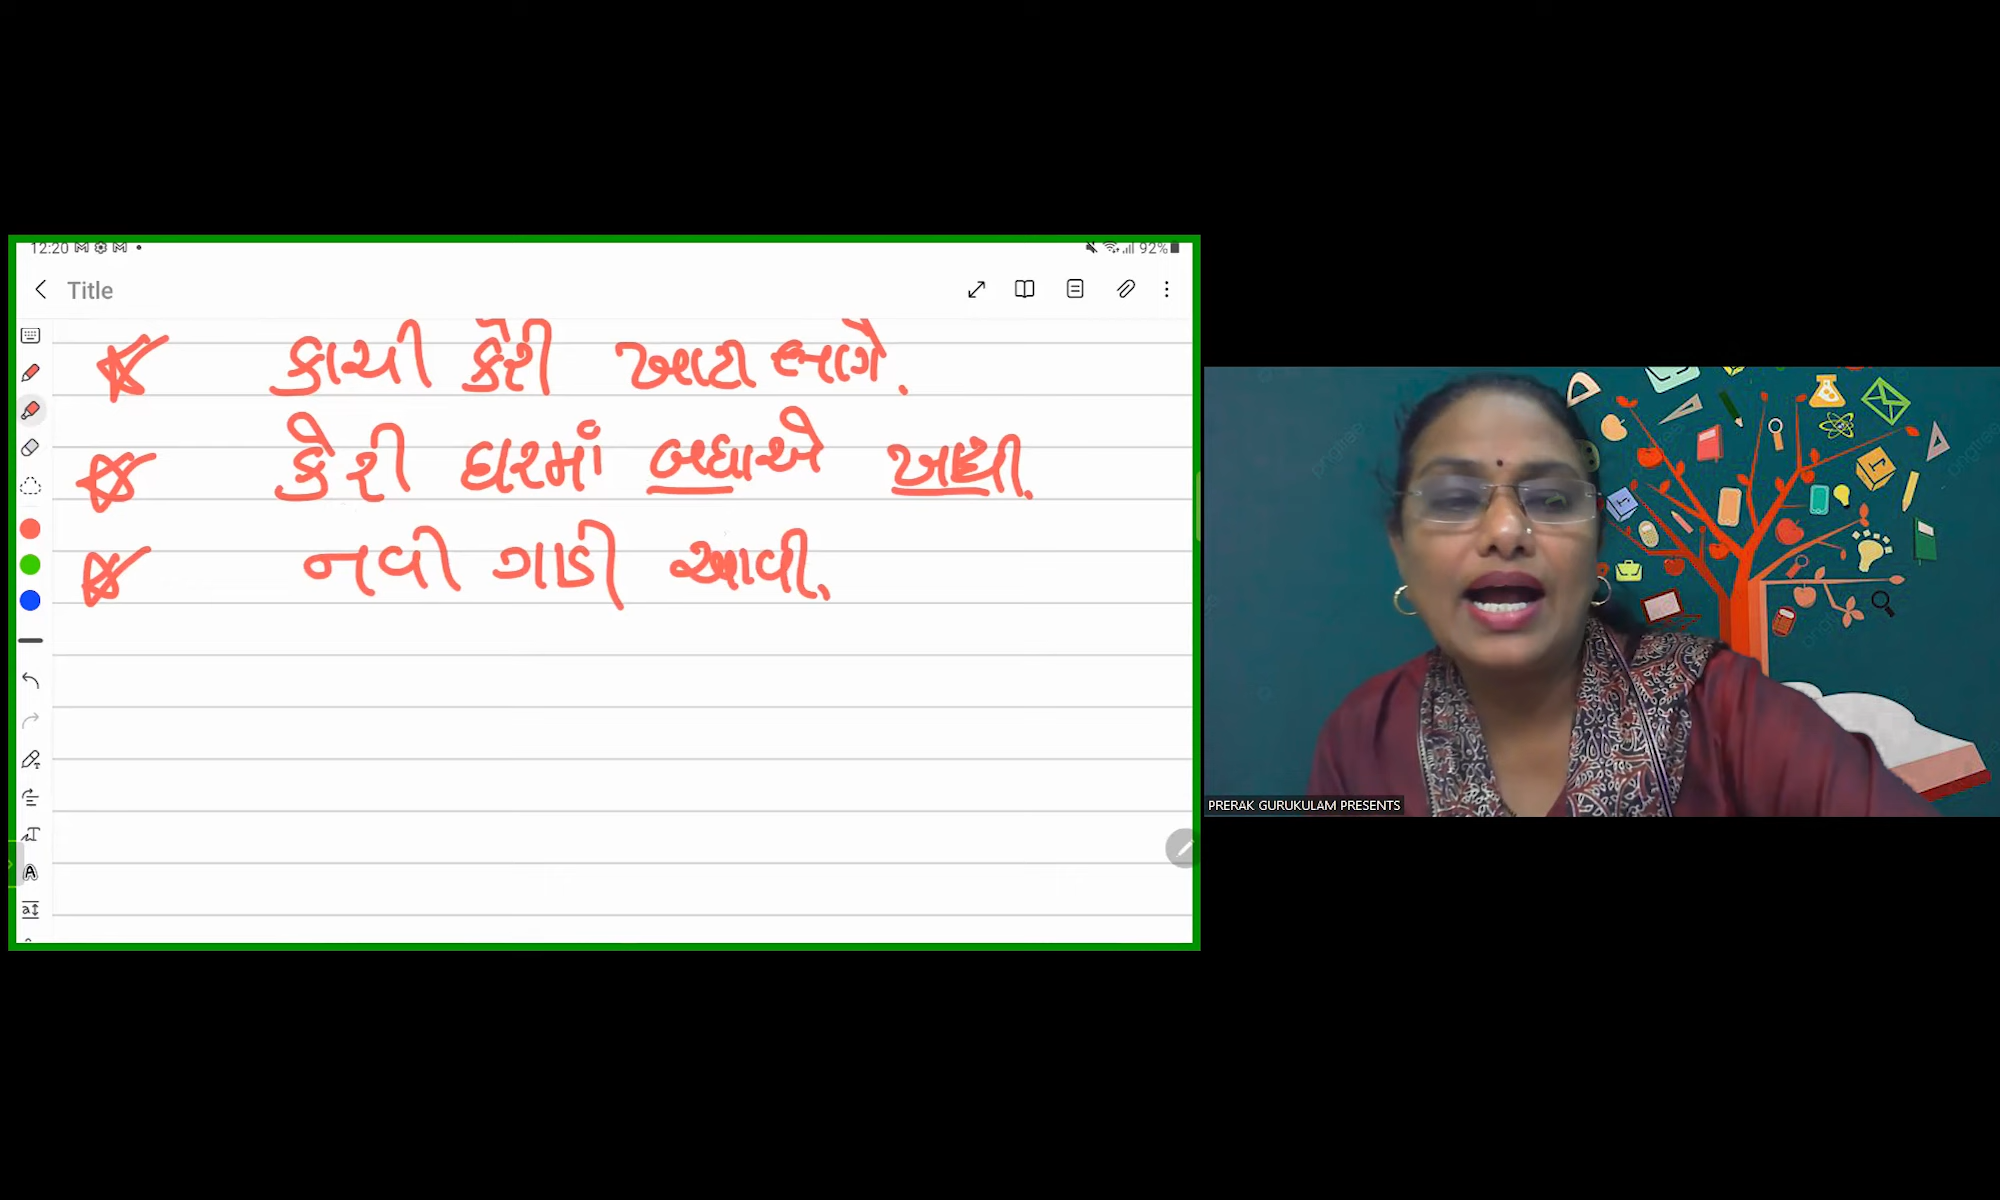 12:20
92%
Title
કાચી કેરી ખાટી લાગે.
કેરી ઘરમાં બધાએ ખાધી.
નવી ગાડી આવી.
PRERAK GURUKULAM PRESENTS